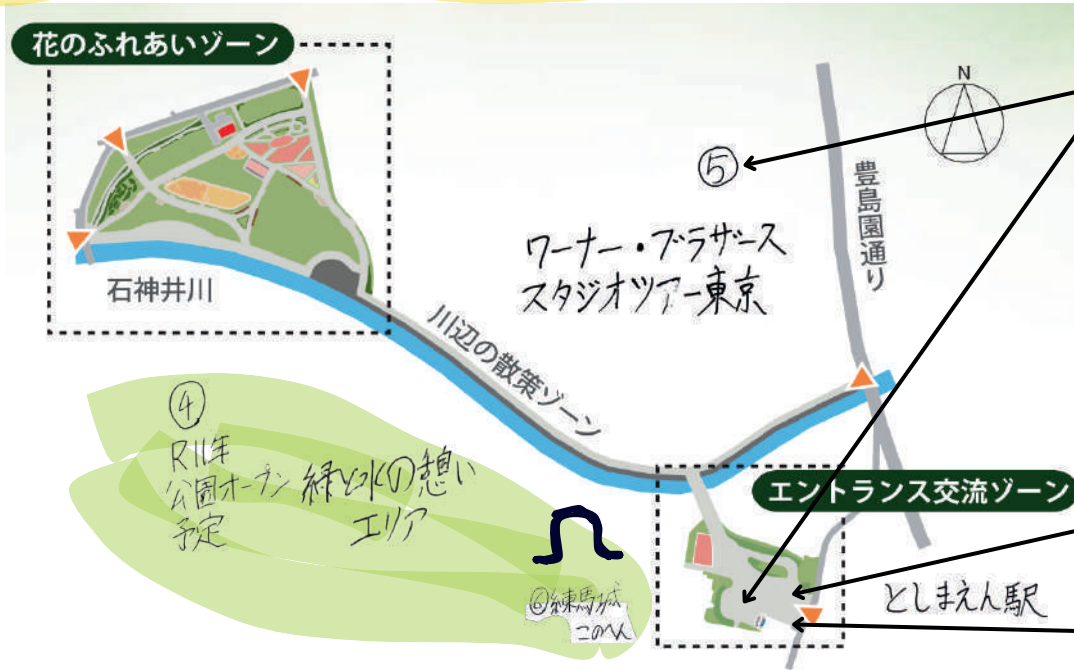 花のふれあいゾーン
N
⑤
豊島園通り
ワーナー・ブラザース
スタジオツアー東京
石神井川
川辺の散策ゾーン
④
R11年
公園オープン
予定
緑と水の憩い
エリア
エントランス交流ゾーン
⑥練馬城
このへん
としまえん駅